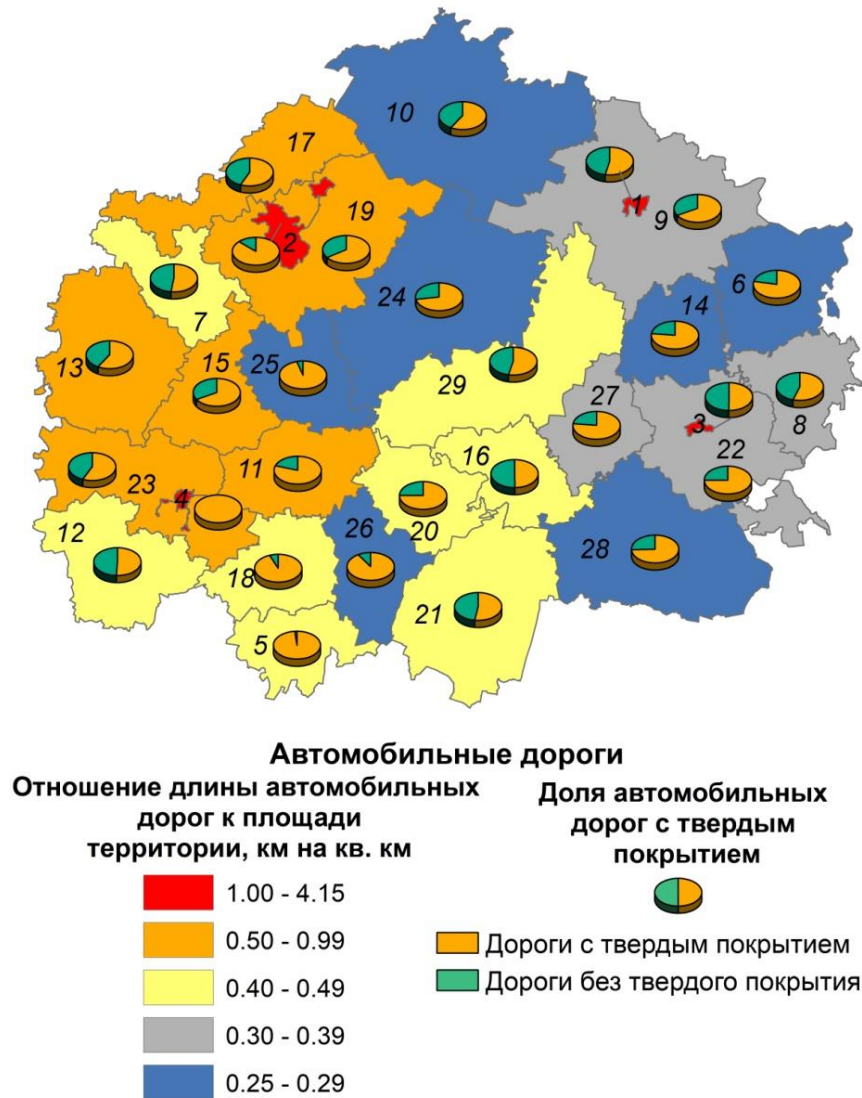 10
17
1
9
19
2
6
24
14
7
13
15
25
29
27
3
8
16
22
11
23
4
20
12
26
28
18
21
5
Автомобильные дороги
Отношение длины автомобильных
дорог к площади
территории, км на кв. км
1.00 - 4.15
0.50 - 0.99
0.40 - 0.49
0.30 - 0.39
0.25 - 0.29
Доля автомобильных
дорог с твердым
покрытием
Дороги с твердым покрытием
Дороги без твердого покрытия